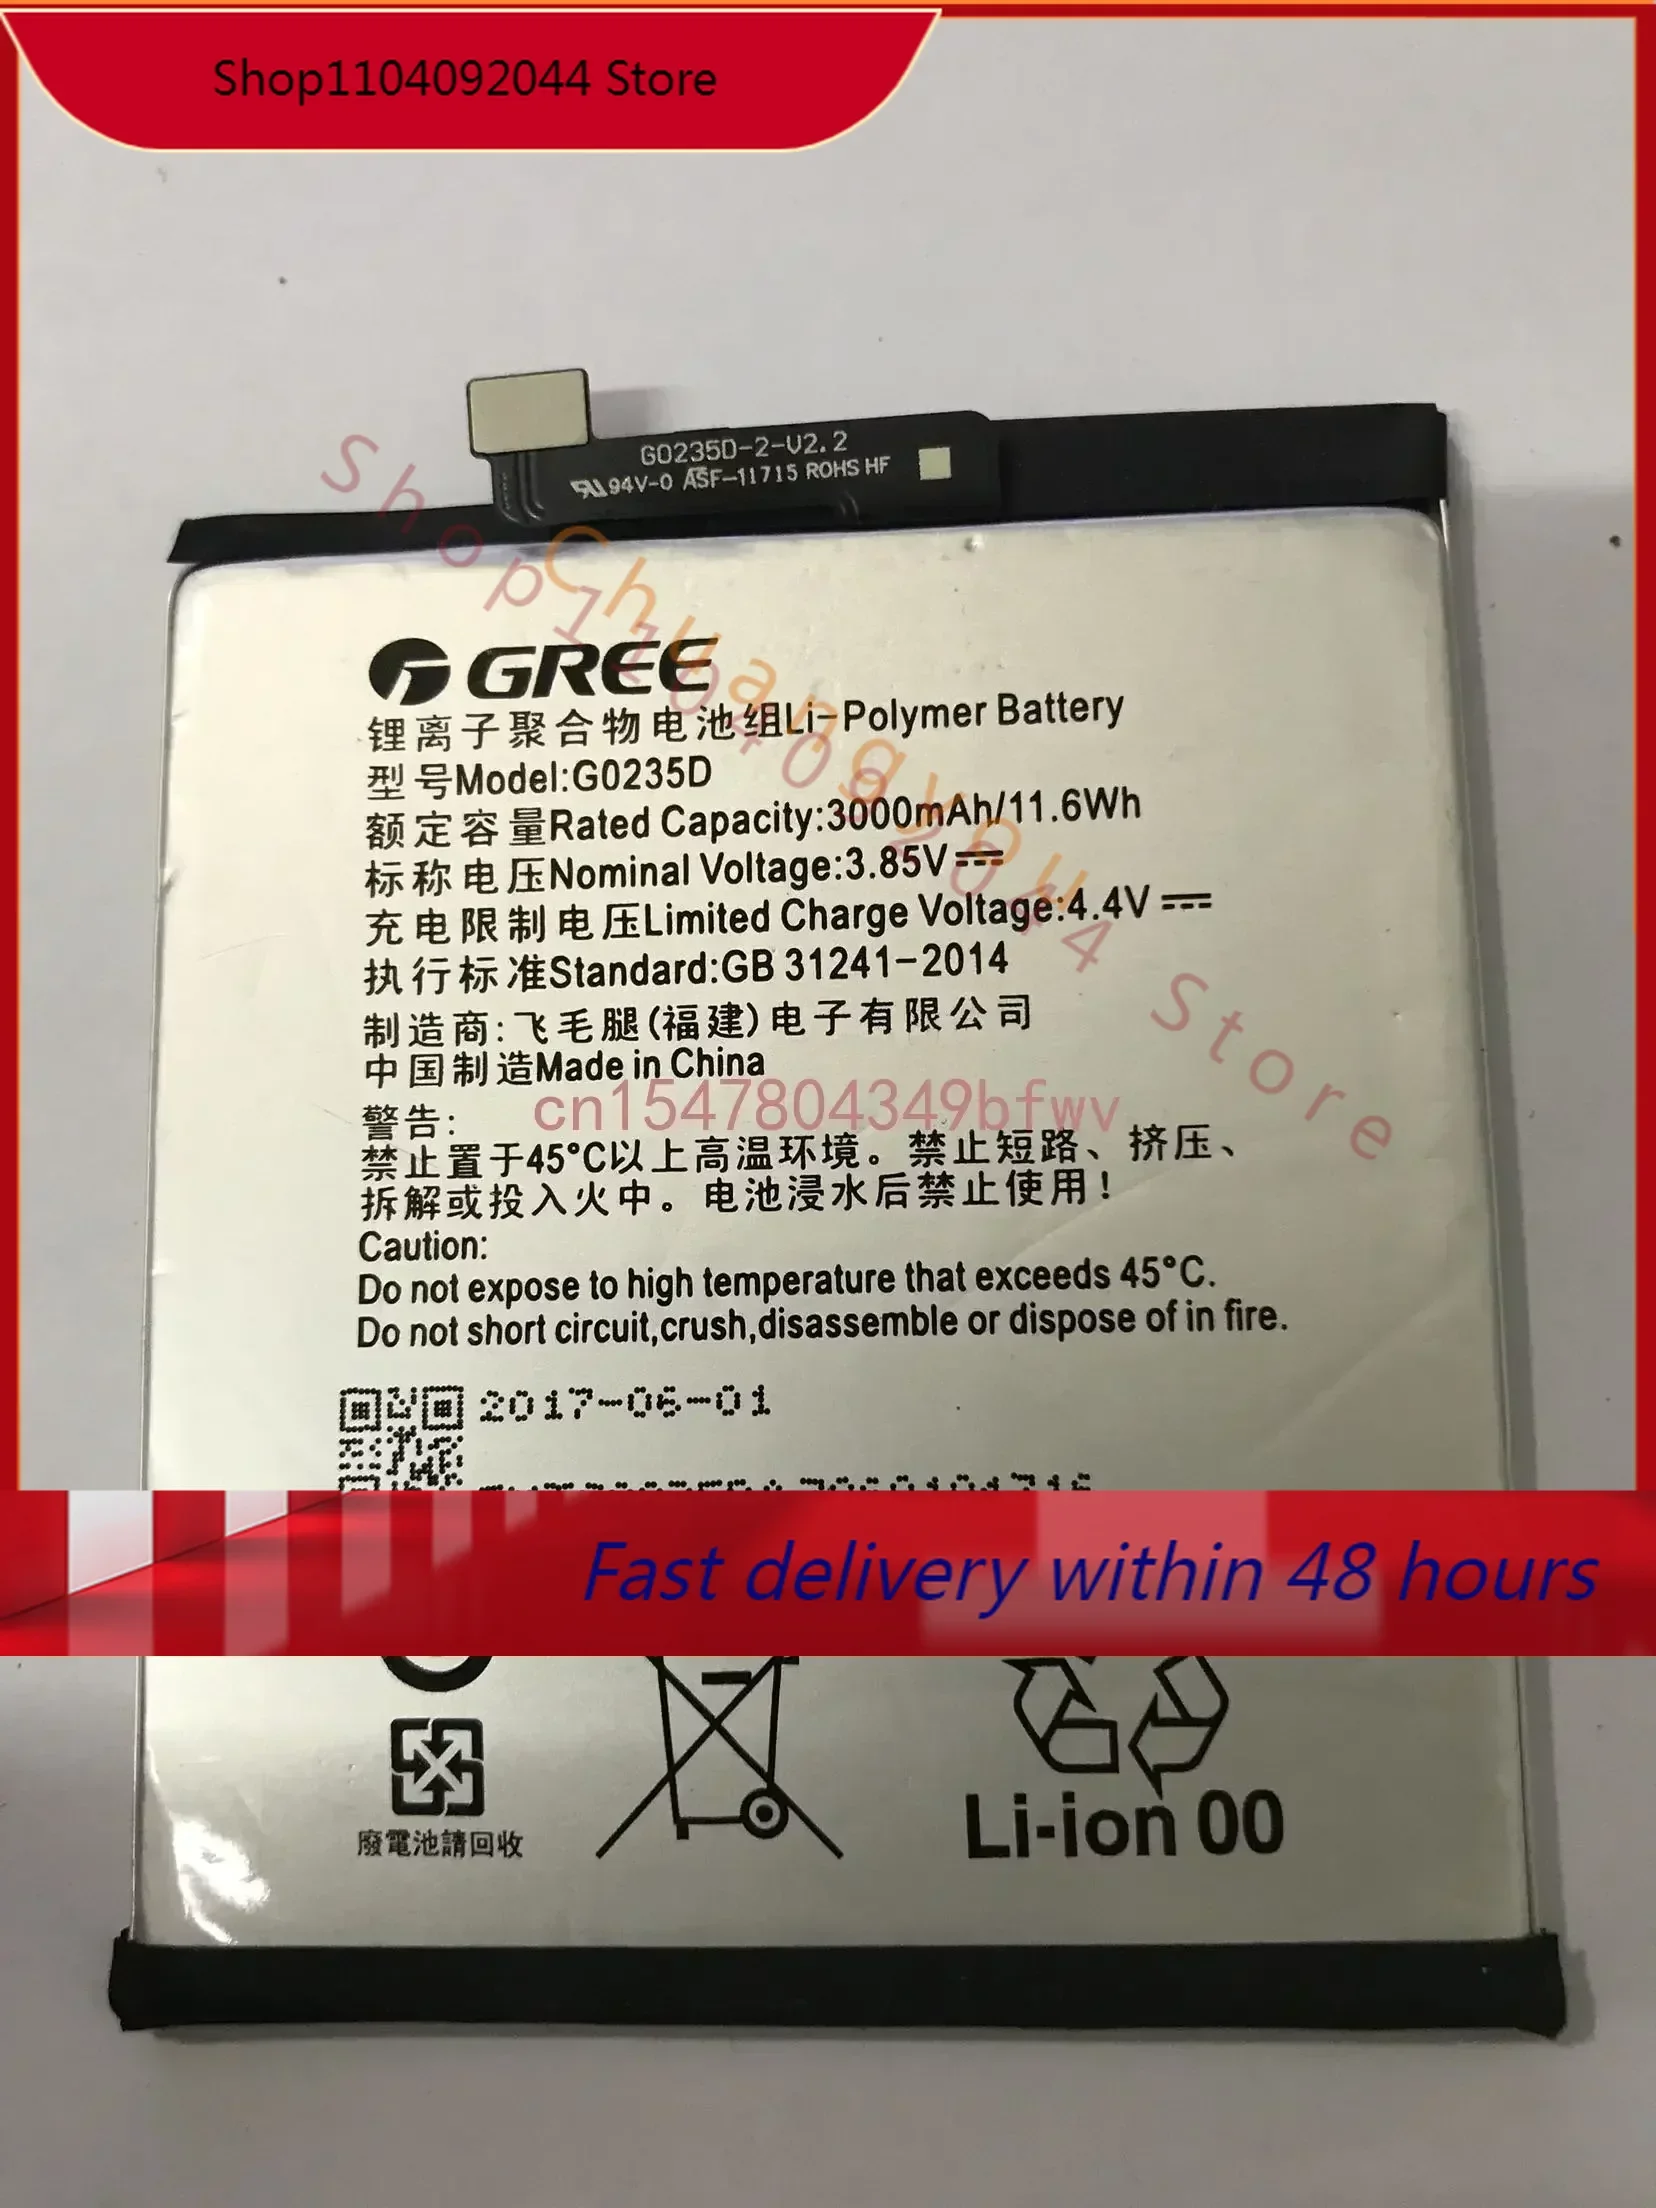 Shop1104092044 Store
G0235D-2-V2.2
94V-0 ASF-11715 ROHS HF
GREE
锂离子聚合物电池组Li-Polymer Battery
型号Model:G0235D
额定容量Rated Capacity:3000mAh/11.6Wh
标称电压Nominal Voltage:3.85V
充电限制电压Limited Charge Voltage:4.4V
执行标准Standard:GB 31241-2014
制造商:飞毛腿(福建)电子有限公司
中国制造Made in China
警告:
禁止置于45°C以上高温环境。禁止短路、挤压、
拆解或投入火中。电池浸水后禁止使用!
Caution:
Do not expose to high temperature that exceeds 45°C.
Do not short circuit,crush,disassemble or dispose of in fire.
2017-06-01
Shop1104092044 Store
Chuangyou
cn1547804349bfwv
Fast delivery within 48 hours
廢電池請回收
Li-ion 00